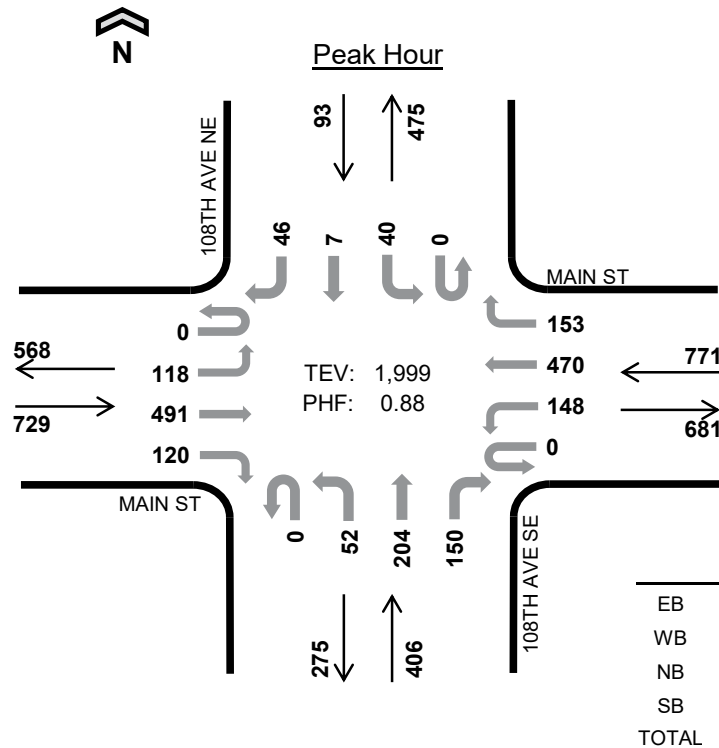 N
Peak Hour
108TH AVE NE
93
475
46
7
40
0
MAIN ST
0
118
491
120
568
729
TEV: 1,999
PHF: 0.88
153
470
148
0
771
681
MAIN ST
0
52
204
150
108TH AVE SE
275
406
EB
WB
NB
SB
TOTAL